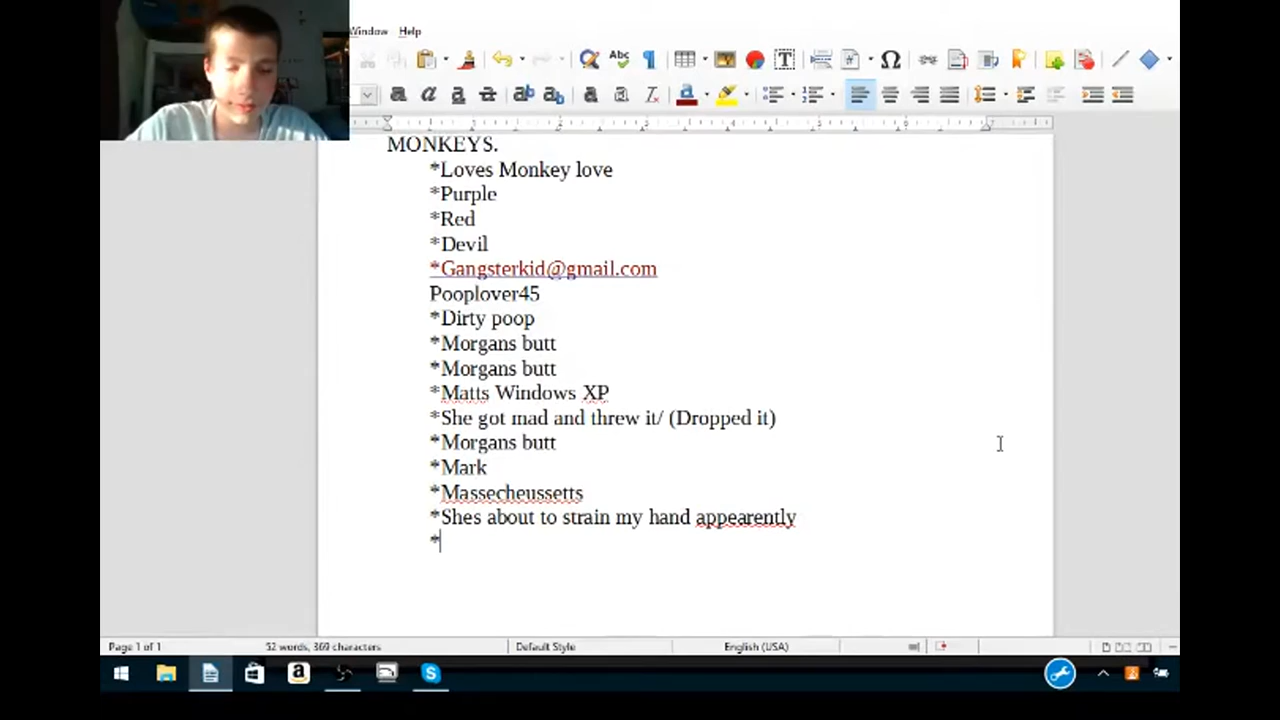 Window Help
MONKEYS.
*Loves Monkey love
*Purple
*Red
*Devil
*Gangsterkid@gmail.com
Pooplover45
*Dirty poop
*Morgans butt
*Morgans butt
*Matts Windows XP
*She got mad and threw it/ (Dropped it)
*Morgans butt
*Mark
*Massecheussetts
*Shes about to strain my hand appearently
*
Page 1 of 1 52 words, 369 characters Default Style English (USA)